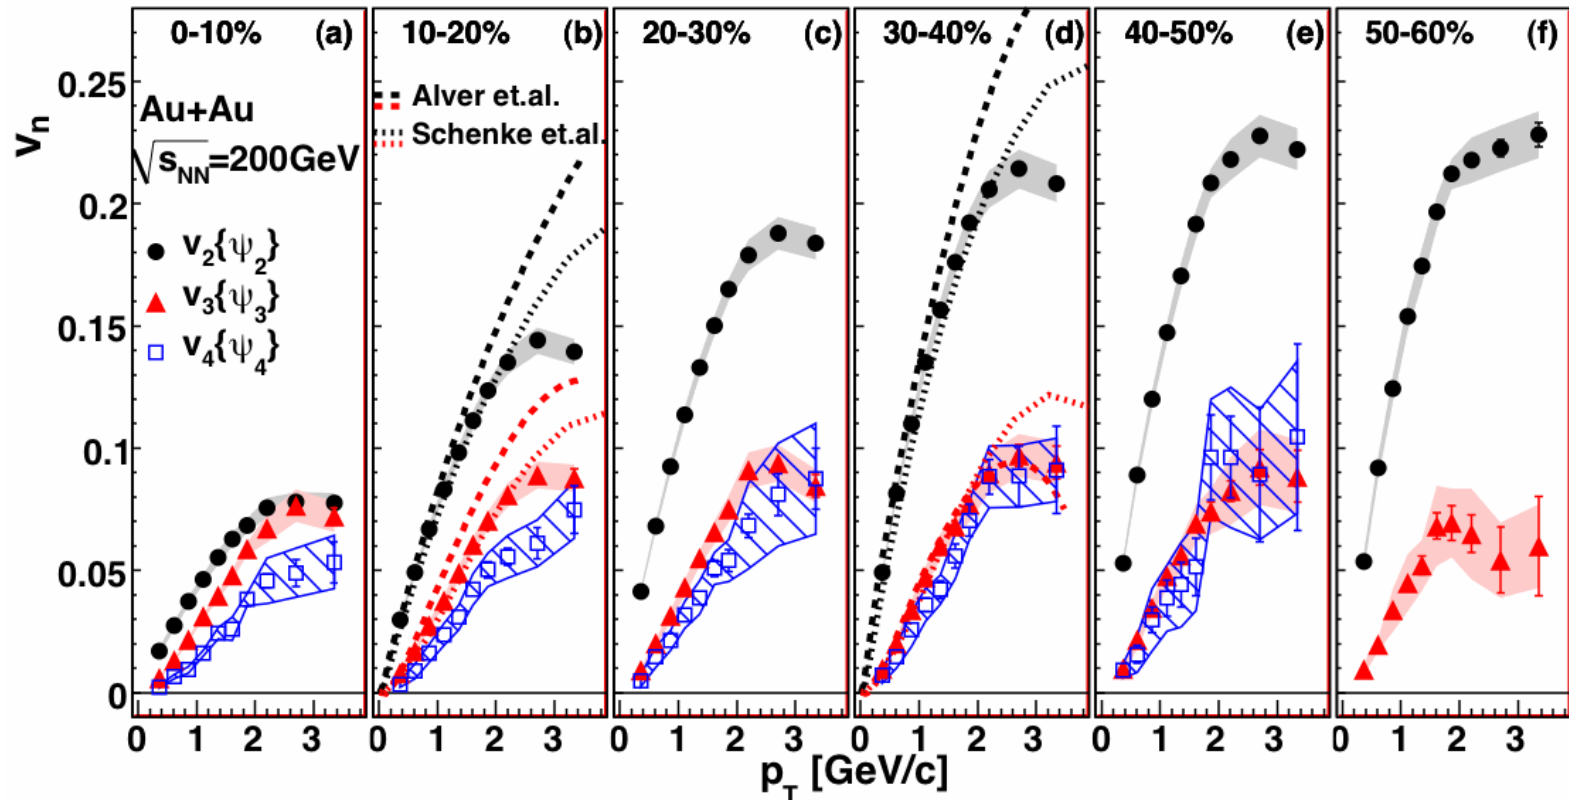 0-10% (a)
10-20% (b)
20-30% (c)
30-40% (d)
40-50% (e)
50-60% (f)
Au+Au
√sNN=200GeV
v2{ψ2}
v3{ψ3}
v4{ψ4}
Alver et.al.
Schenke et.al.
vn
0.25
0.2
0.15
0.1
0.05
0
0 1 2 3
0 1 2 3
0 1 2 3
0 1 2 3
0 1 2 3
0 1 2 3
pT [GeV/c]